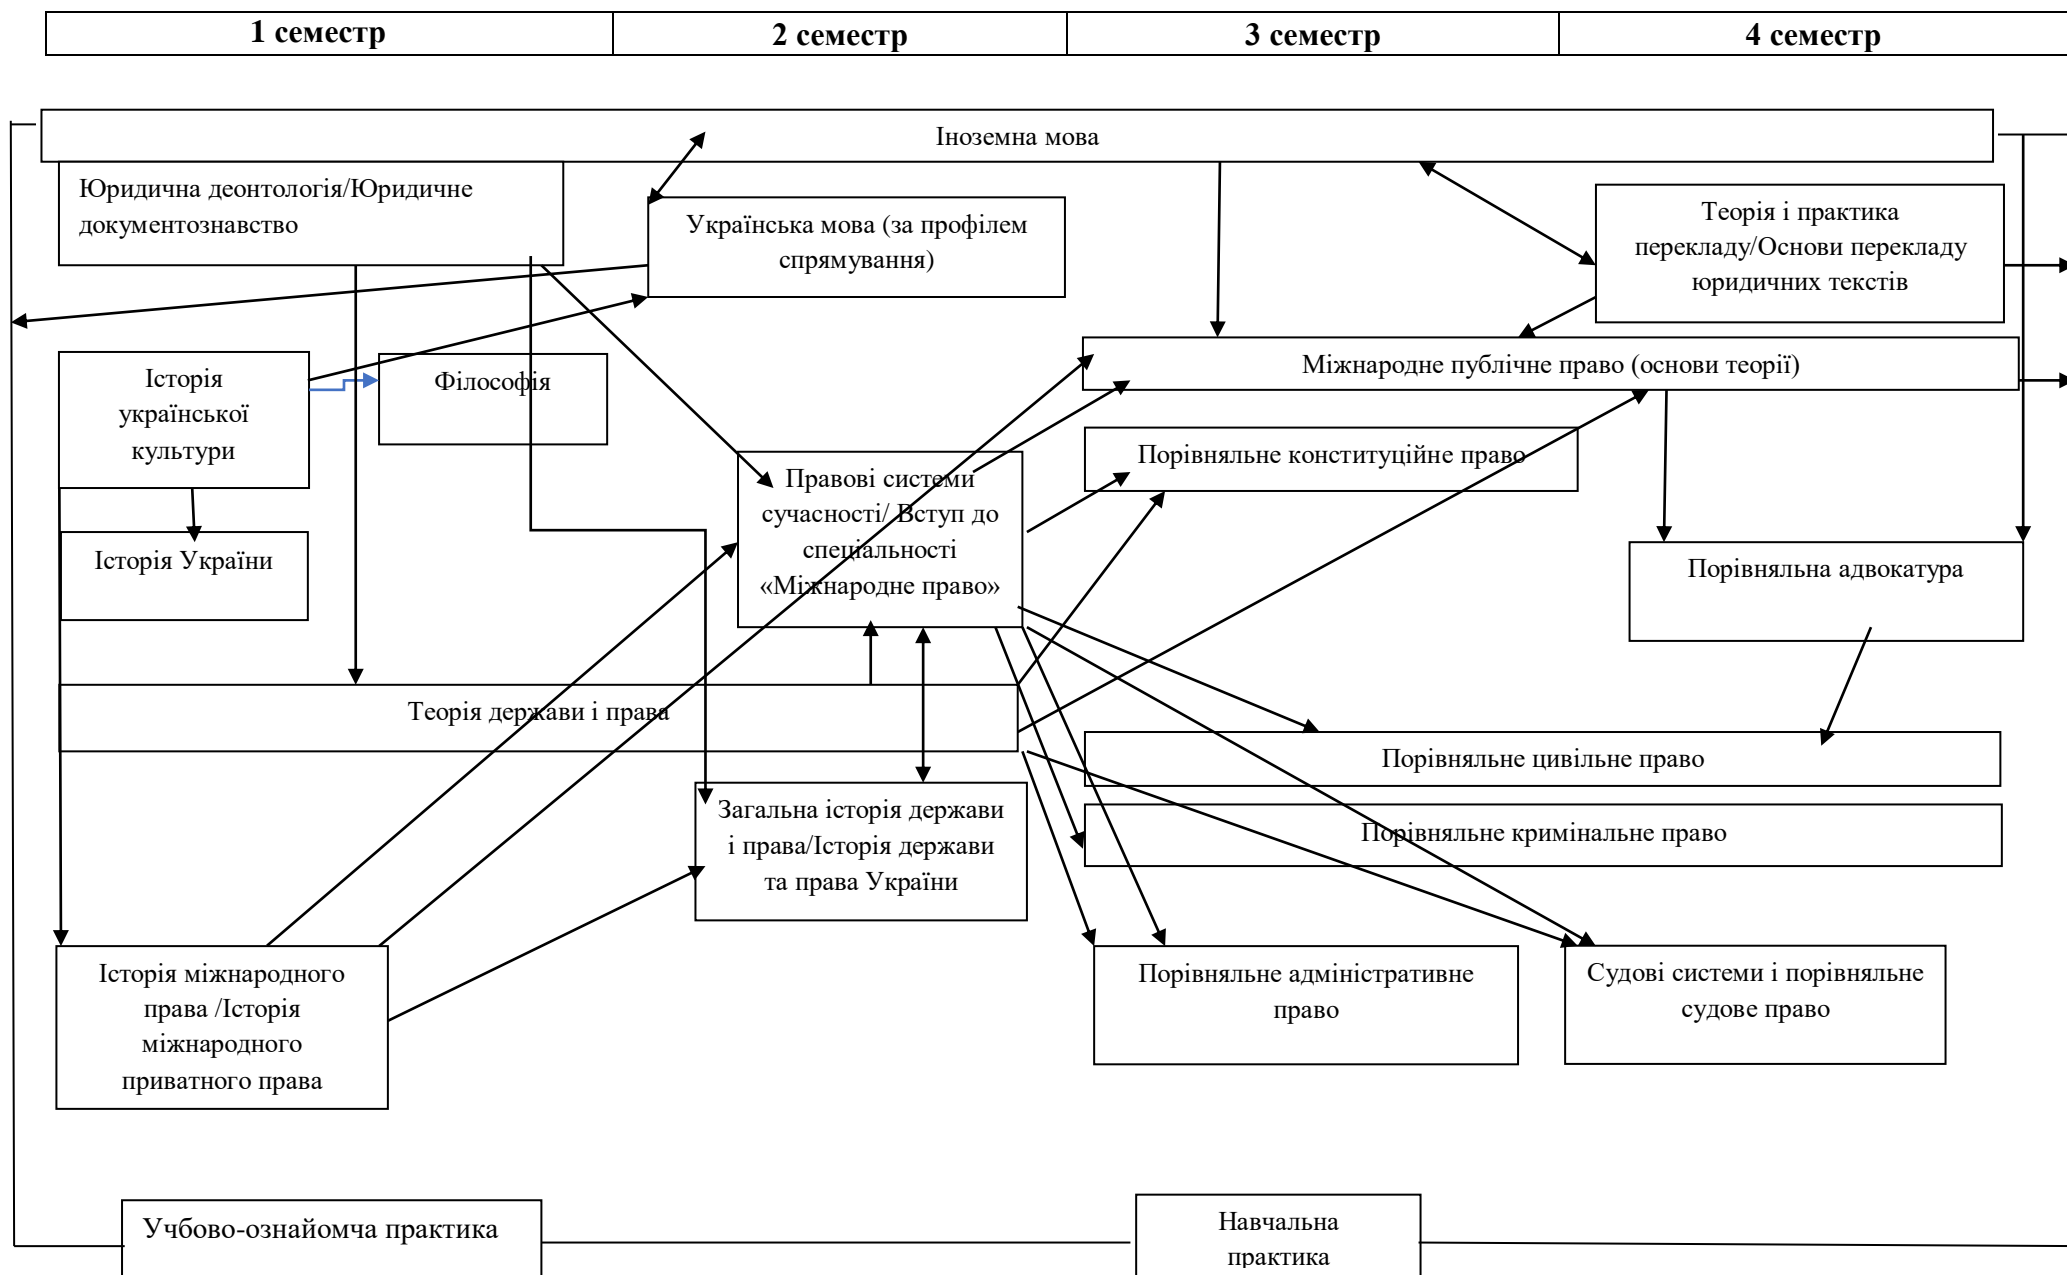 1 семестр
2 семестр
3 семестр
4 семестр
Іноземна мова
Юридична деонтологія/Юридичне
документознавство
Українська мова (за профілем
спрямування)
Теорія і практика
перекладу/Основи перекладу
юридичних текстів
Міжнародне публічне право (основи теорії)
Історія
української
культури
Філософія
Порівняльне конституційне право
Правові системи
сучасності/ Вступ до
спеціальності
«Міжнародне право»
Історія України
Порівняльна адвокатура
Теорія держави і права
Порівняльне цивільне право
Загальна історія держави
і права/Історія держави
та права України
Порівняльне кримінальне право
Історія міжнародного
права /Історія
міжнародного
приватного права
Порівняльне адміністративне
право
Судові системи і порівняльне
судове право
Учбово-ознайомча практика
Навчальна
практика